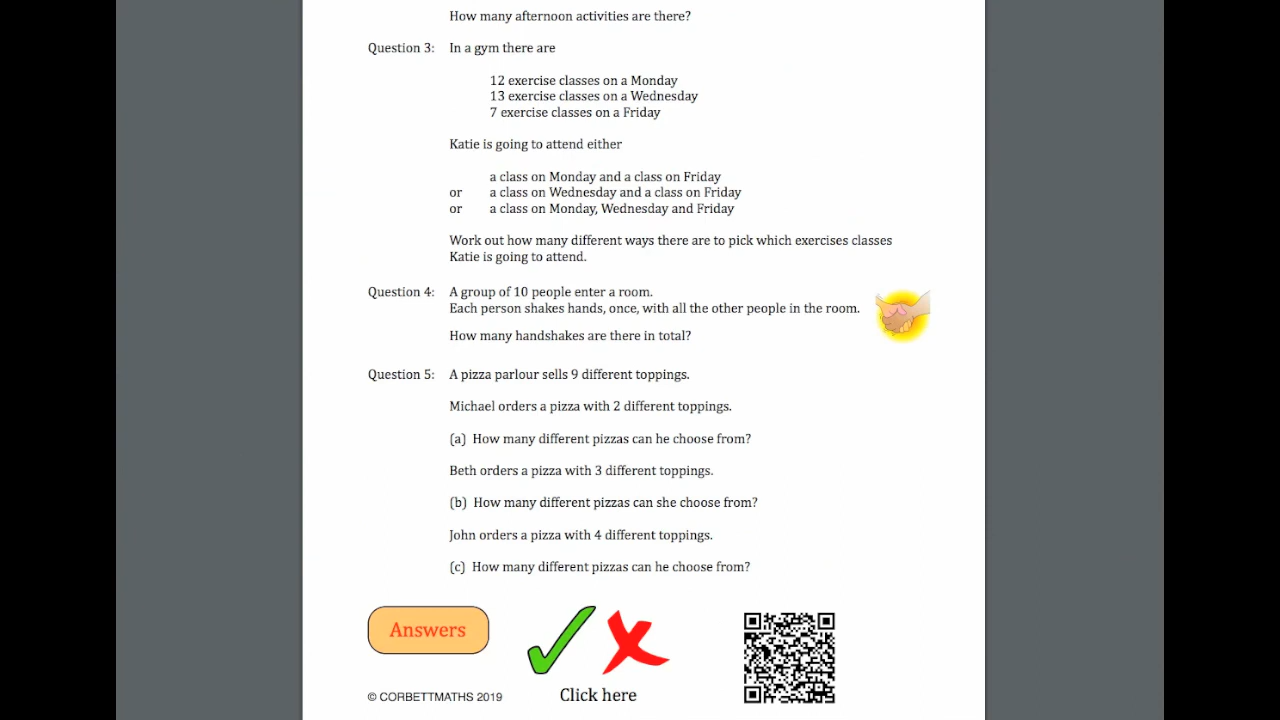 How many afternoon activities are there?
Question 3: In a gym there are
12 exercise classes on a Monday
13 exercise classes on a Wednesday
7 exercise classes on a Friday
Katie is going to attend either
a class on Monday and a class on Friday
or a class on Wednesday and a class on Friday
or a class on Monday, Wednesday and Friday
Work out how many different ways there are to pick which exercises classes
Katie is going to attend.
Question 4: A group of 10 people enter a room.
Each person shakes hands, once, with all the other people in the room.
How many handshakes are there in total?
Question 5: A pizza parlour sells 9 different toppings.
Michael orders a pizza with 2 different toppings.
(a) How many different pizzas can he choose from?
Beth orders a pizza with 3 different toppings.
(b) How many different pizzas can she choose from?
John orders a pizza with 4 different toppings.
(c) How many different pizzas can he choose from?
Answers
Click here
© CORBETTMATHS 2019